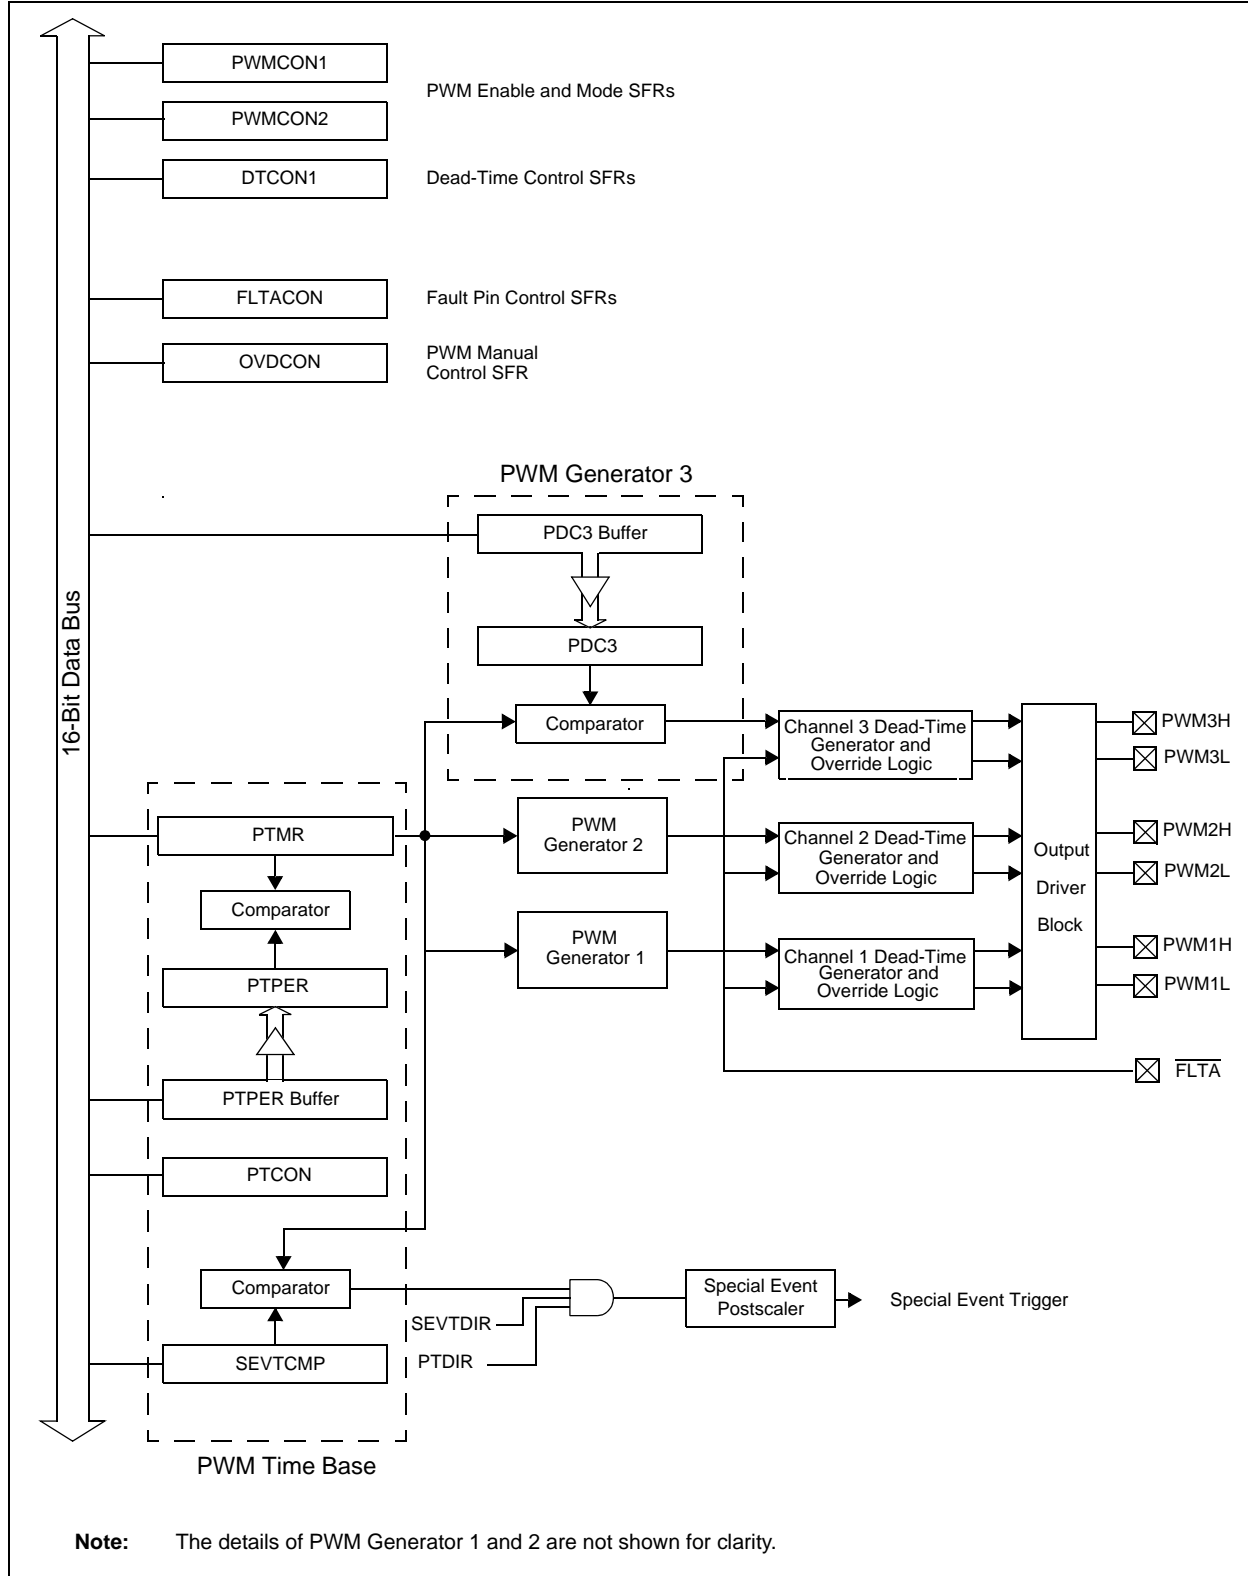 PWMCON1
PWM Enable and Mode SFRs
PWMCON2
DTCON1
Dead-Time Control SFRs
FLTACON
Fault Pin Control SFRs
OVDCON
PWM Manual
Control SFR
16-Bit Data Bus
PWM Generator 3
PDC3 Buffer
PDC3
Comparator
Channel 3 Dead-Time
Generator and
Override Logic
PWM3H
PWM3L
PTMR
PWM
Generator 2
Channel 2 Dead-Time
Generator and
Override Logic
Output
Driver
Block
PWM2H
PWM2L
Comparator
PWM
Generator 1
Channel 1 Dead-Time
Generator and
Override Logic
PWM1H
PWM1L
PTPER
FLTA
PTPER Buffer
PTCON
Comparator
SEVTDIR
PTDIR
Special Event
Postscaler
Special Event Trigger
SEVTCMP
PWM Time Base
Note: The details of PWM Generator 1 and 2 are not shown for clarity.